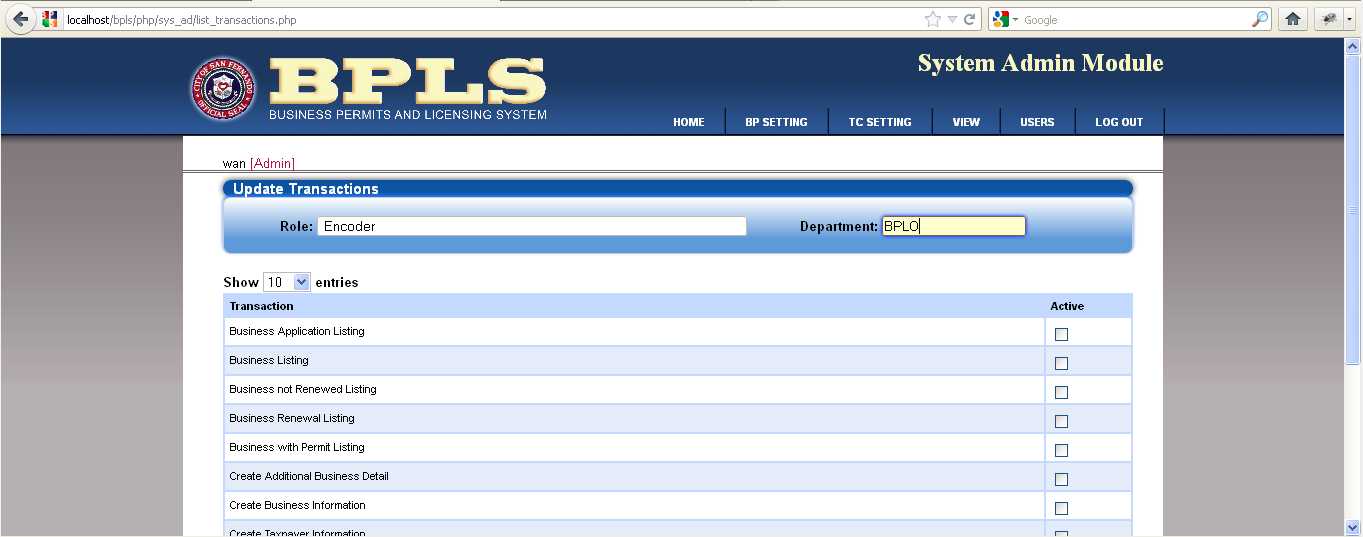 localhost/bpls/php/sys_ad/list_transactions.php
Google
CITY OF SAN FERNANDO
OFFICIAL SEAL
BPLS
BUSINESS PERMITS AND LICENSING SYSTEM
System Admin Module
HOME BP SETTING TC SETTING VIEW USERS LOG OUT
wan [Admin]
Update Transactions
Role: Encoder Department: BPLO
Show 10 entries
Transaction Active
Business Application Listing
Business Listing
Business not Renewed Listing
Business Renewal Listing
Business with Permit Listing
Create Additional Business Detail
Create Business Information
Create Taxpayer Information